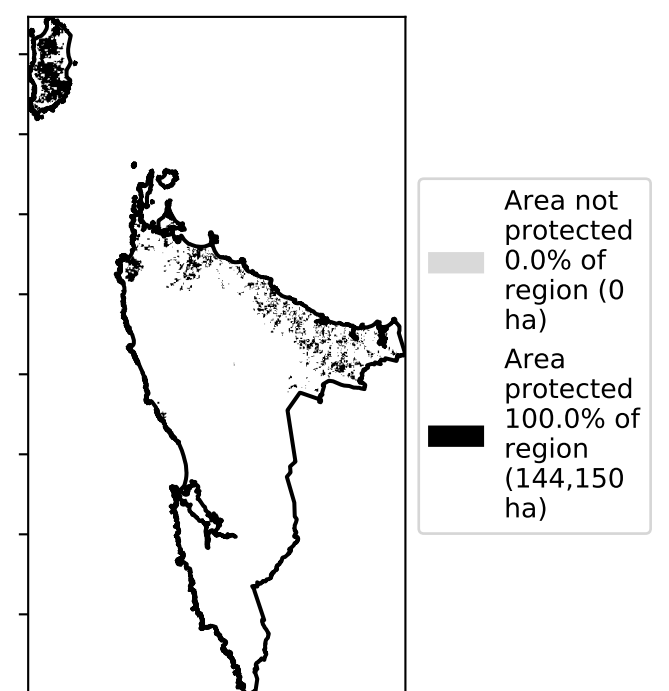 Area not
protected
0.0% of
region (0
ha)
Area
protected
100.0% of
region
(144,150
ha)